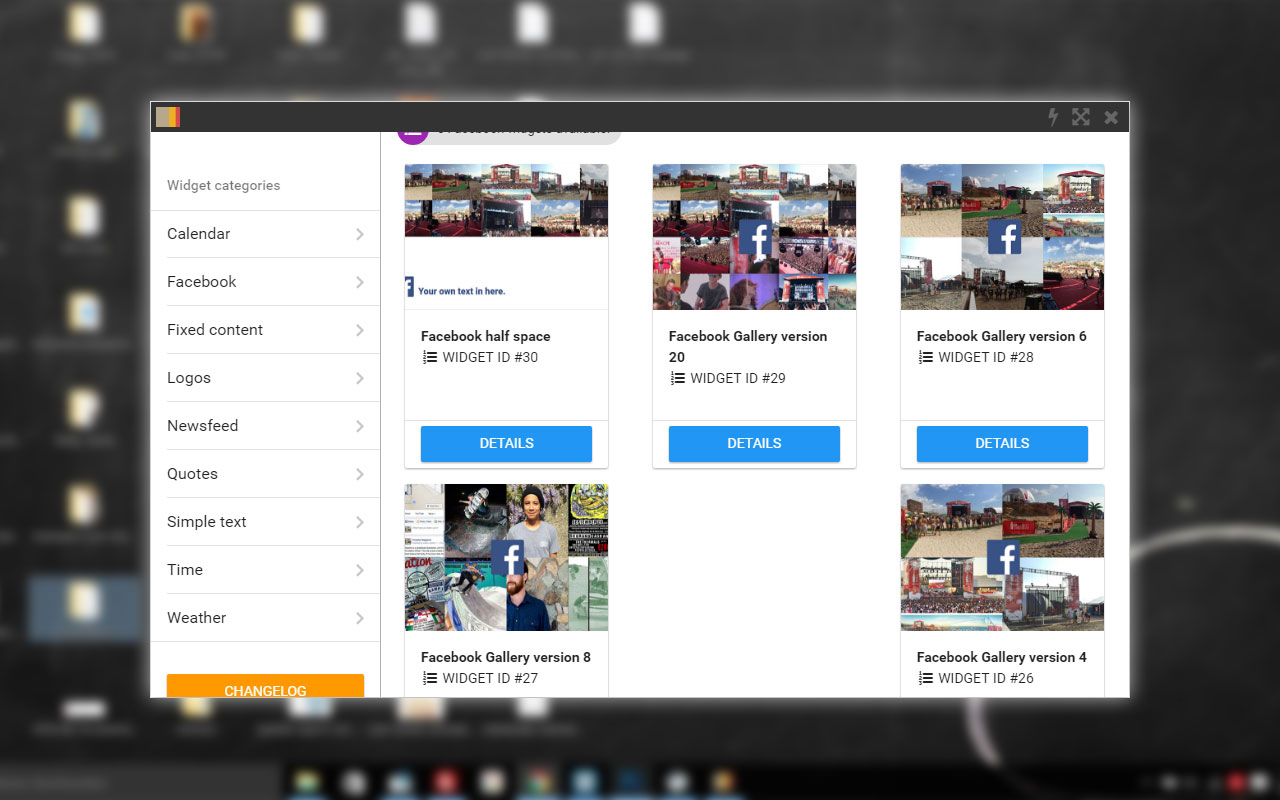 Widget categories
Calendar
Facebook
Fixed content
Logos
Newsfeed
Quotes
Simple text
Time
Weather
CHANGELOG
Your own text in here.
Facebook half space
WIDGET ID #30
DETAILS
Facebook Gallery version
20
WIDGET ID #29
DETAILS
Facebook Gallery version 6
WIDGET ID #28
DETAILS
Facebook Gallery version 8
WIDGET ID #27
Facebook Gallery version 4
WIDGET ID #26